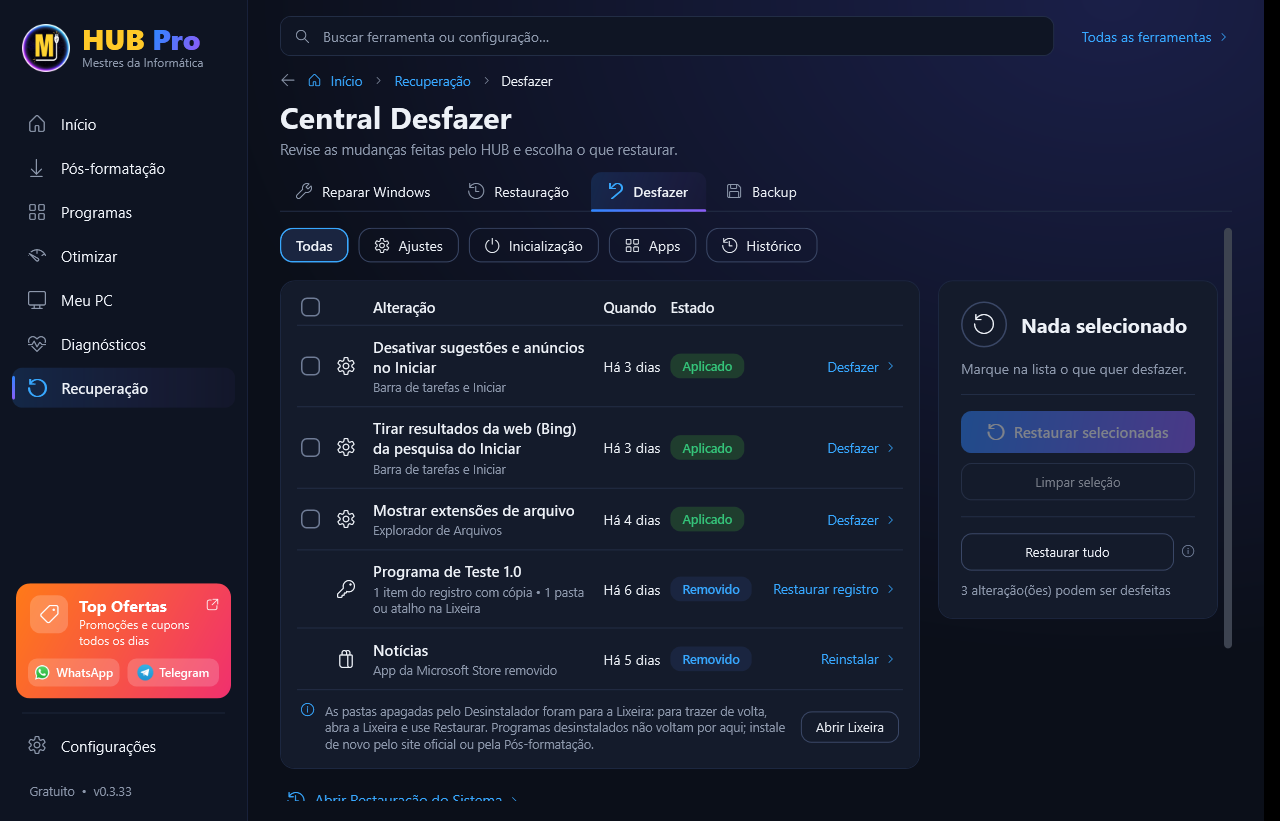 HUB Pro
Mestres da Informática
Início
Pós-formatação
Programas
Otimizar
Meu PC
Diagnósticos
Recuperação
Top Ofertas
Promoções e cupons
todos os dias
WhatsApp
Telegram
Configurações
Gratuito • v0.3.33
Buscar ferramenta ou configuração...
Todas as ferramentas
Início
Recuperação
Desfazer
Central Desfazer
Revise as mudanças feitas pelo HUB e escolha o que restaurar.
Reparar Windows
Restauração
Desfazer
Backup
Todas
Ajustes
Inicialização
Apps
Histórico
Alteração
Quando
Estado
Desativar sugestões e anúncios
no Iniciar
Barra de tarefas e Iniciar
Há 3 dias
Aplicado
Desfazer
Tirar resultados da web (Bing)
da pesquisa do Iniciar
Barra de tarefas e Iniciar
Há 3 dias
Aplicado
Desfazer
Mostrar extensões de arquivo
Explorador de Arquivos
Há 4 dias
Aplicado
Desfazer
Programa de Teste 1.0
1 item do registro com cópia • 1 pasta
ou atalho na Lixeira
Há 6 dias
Removido
Restaurar registro
Notícias
App da Microsoft Store removido
Há 5 dias
Removido
Reinstalar
As pastas apagadas pelo Desinstalador foram para a Lixeira: para trazer de volta,
abra a Lixeira e use Restaurar. Programas desinstalados não voltam por aqui; instale
de novo pelo site oficial ou pela Pós-formatação.
Abrir Lixeira
Abrir Restauração do Sistema
Nada selecionado
Marque na lista o que quer desfazer.
Restaurar selecionadas
Limpar seleção
Restaurar tudo
3 alteração(ões) podem ser desfeitas